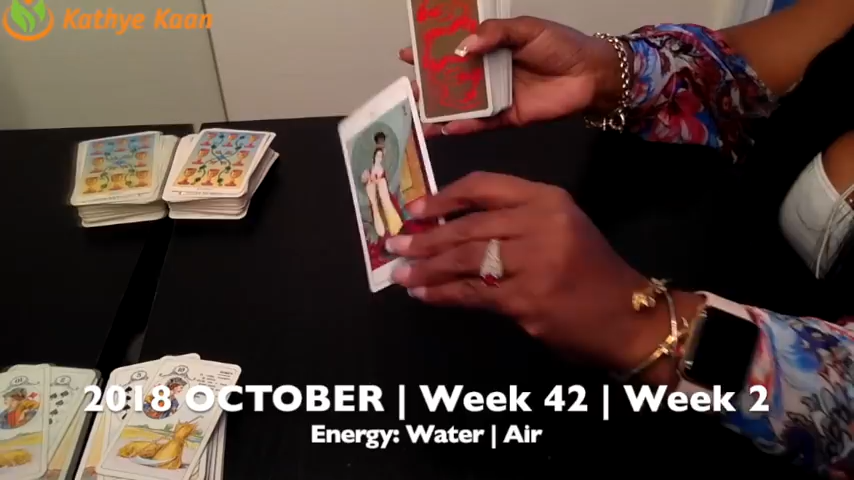 Kathye Kaan
2018 OCTOBER | Week 42 | Week 2
Energy: Water | Air